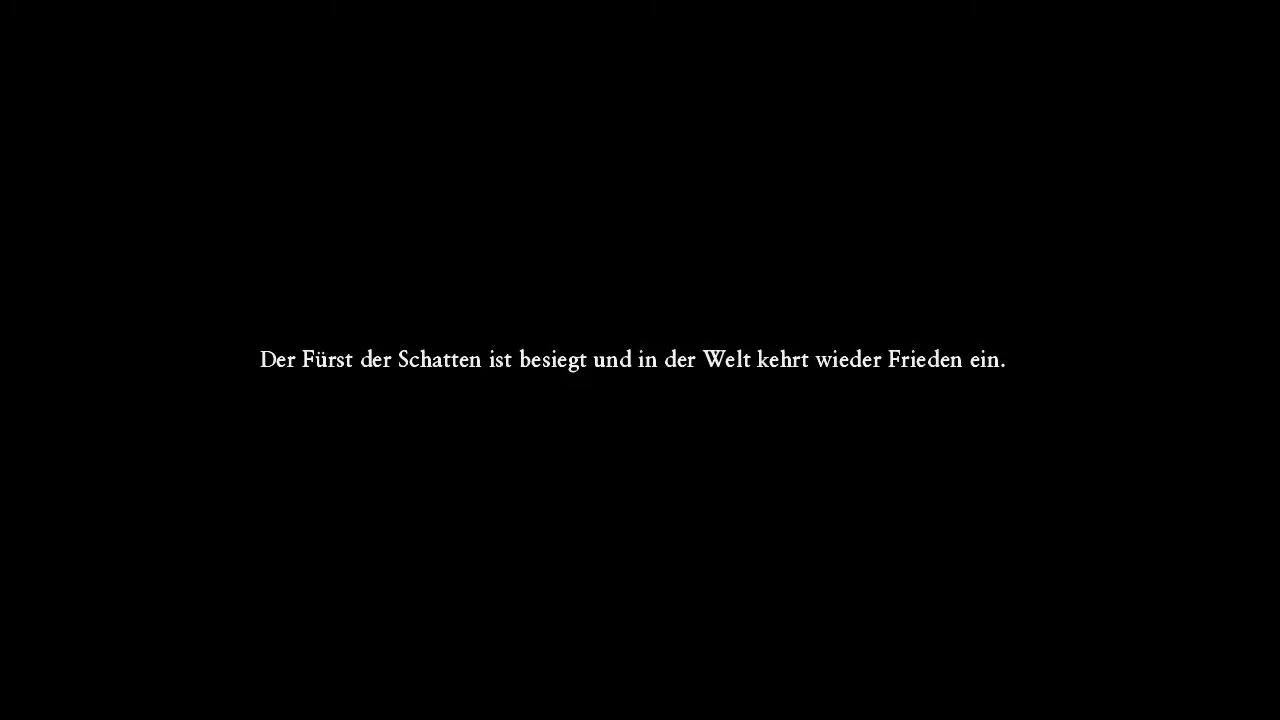 Der Fürst der Schatten ist besiegt und in der Welt kehrt wieder Frieden ein.